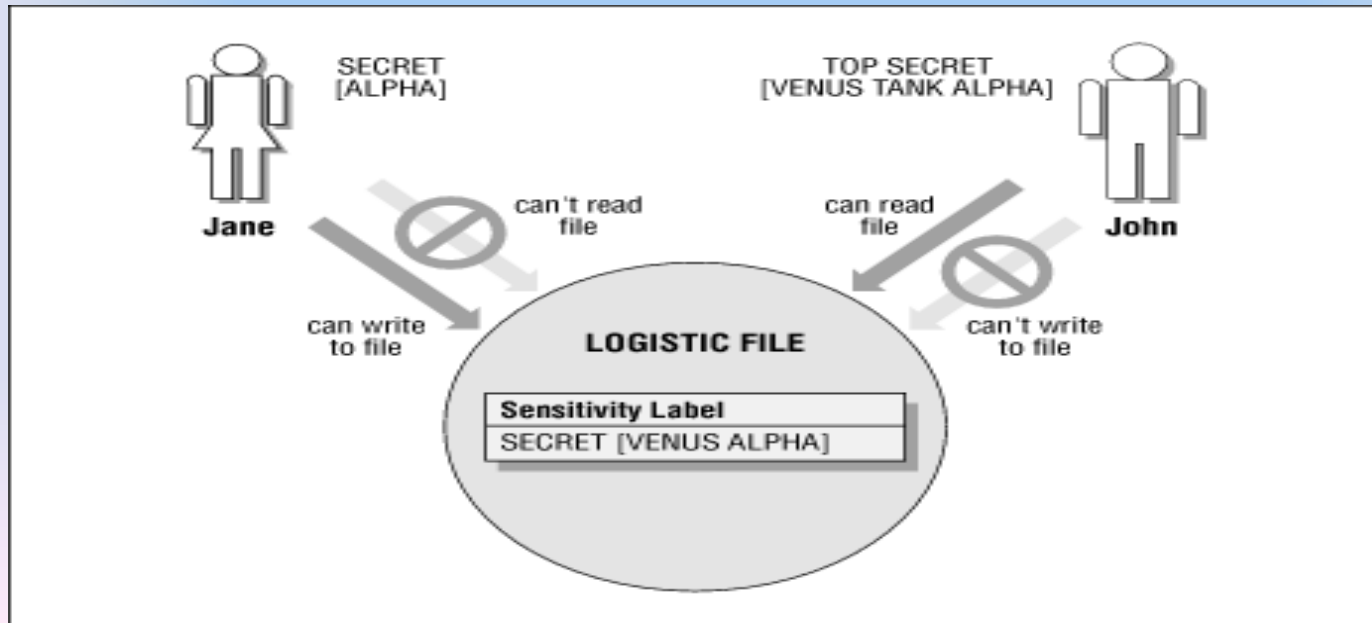 SECRET
[ALPHA]
TOP SECRET
[VENUS TANK ALPHA]
Jane
can't read
file
can read
file
John
can write
to file
can't write
to file
LOGISTIC FILE
Sensitivity Label
SECRET [VENUS ALPHA]